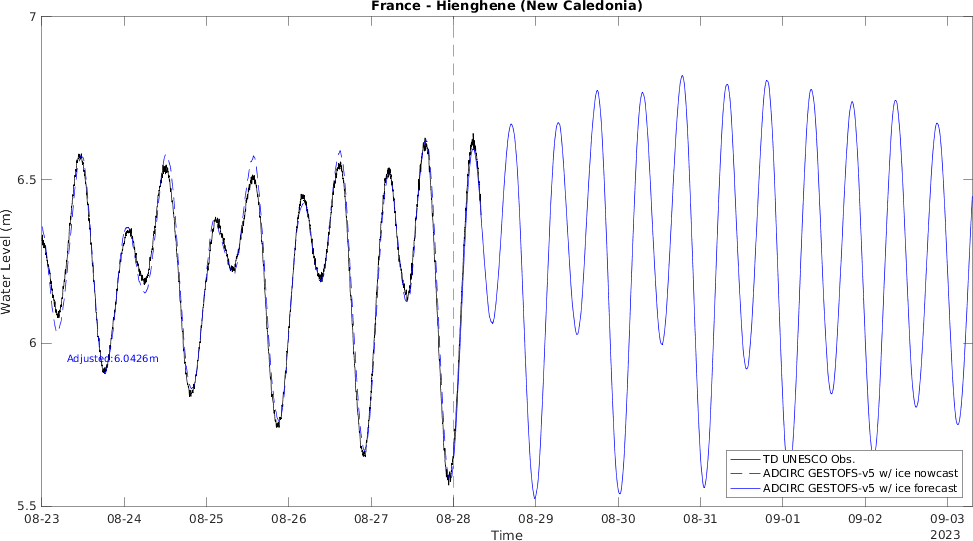 France - Hienghene (New Caledonia)
7
6.5
6
5.5
Water Level (m)
Adjusted:6.0426m
TD UNESCO Obs.
ADCIRC GESTOFS-v5 w/ ice nowcast
ADCIRC GESTOFS-v5 w/ ice forecast
08-23 08-24 08-25 08-26 08-27 08-28 08-29 08-30 08-31 09-01 09-02 09-03
2023
Time